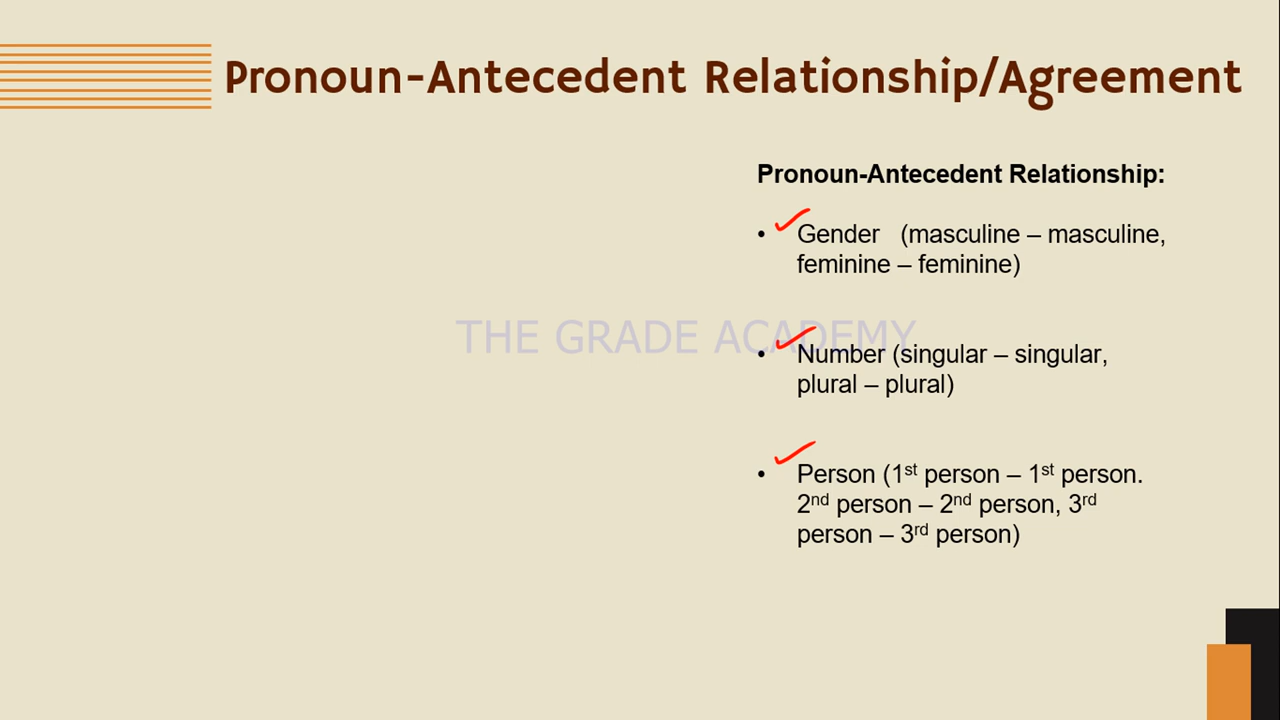 Pronoun-Antecedent Relationship/Agreement
Pronoun-Antecedent Relationship:
• Gender (masculine – masculine,
feminine – feminine)
THE GRADE ACADEMY
• Number (singular – singular,
plural – plural)
• Person (1st person – 1st person.
2nd person – 2nd person, 3rd
person – 3rd person)